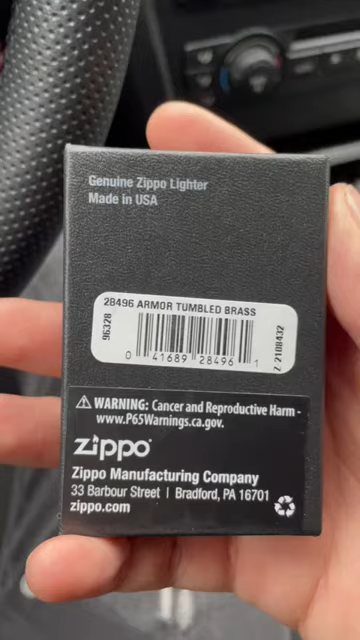 Genuine Zippo Lighter
Made in USA
28496 ARMOR TUMBLED BRASS
96328
0 41689 28496 1
Z 2108432
⚠ WARNING: Cancer and Reproductive Harm -
www.P65Warnings.ca.gov.
zippo
Zippo Manufacturing Company
33 Barbour Street | Bradford, PA 16701
zippo.com